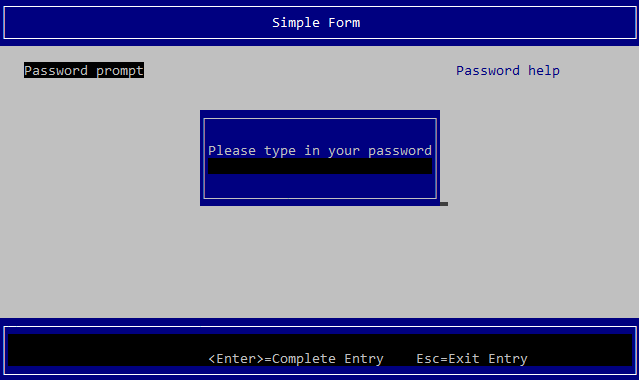 Simple Form
Password prompt Password help
Please type in your password
<Enter>=Complete Entry Esc=Exit Entry